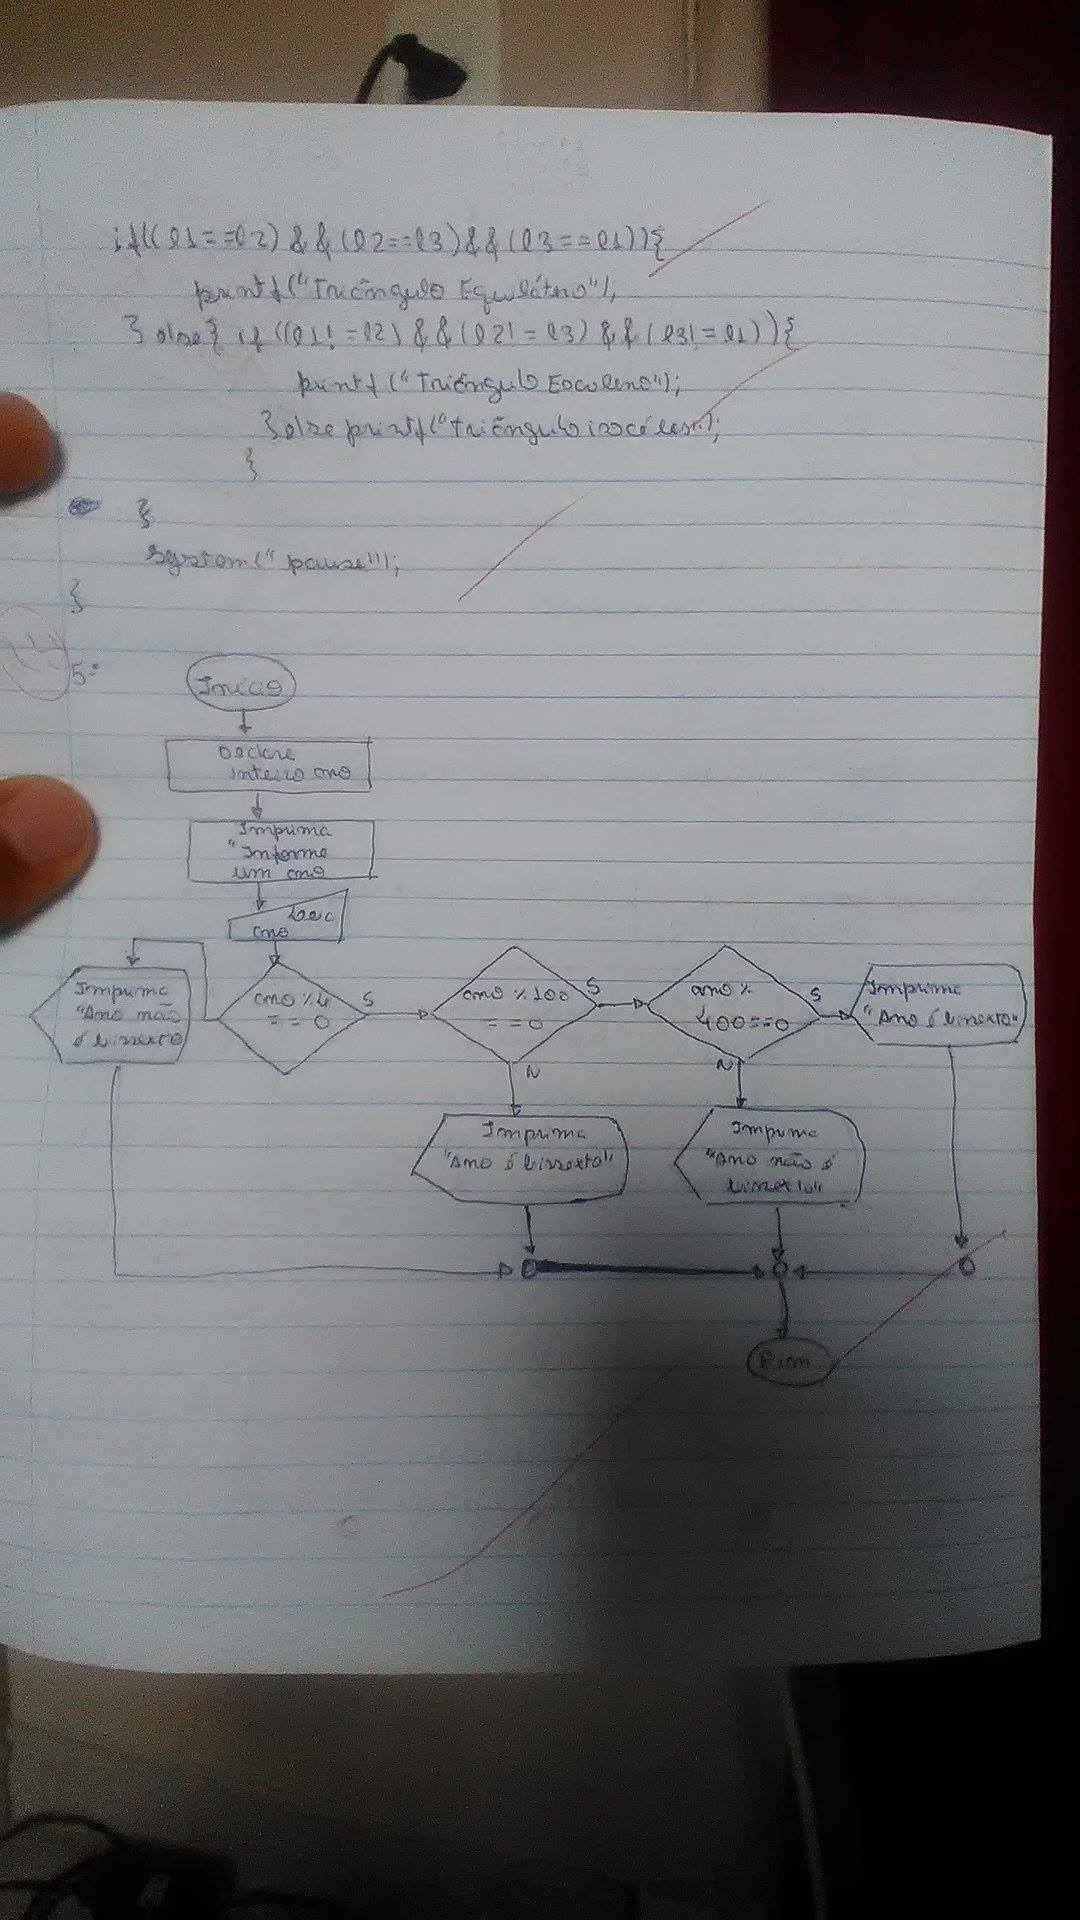 if((l1==l2)&&(l2==l3)&&(l3==l1)){
printf("Triângulo Equilátero");
}else{ if((l1!=l2)&&(l2!=l3)&&(l3!=l1)){
printf("Triângulo Escaleno");
}else printf("Triângulo isoceles");
}
}
system("pause");
}
5-
Início
Declare
inteiro ano
Imprima
"Informe
um ano
Leia
ano
Imprima
"Ano não
é bissexto
ano % 4
==0
S
ano % 100
==0
S
ano %
400==0
S
Imprima
"Ano é bissexto"
N
N
Imprima
"Ano é bissexto"
Imprima
"Ano não é
bissexto"
Fim